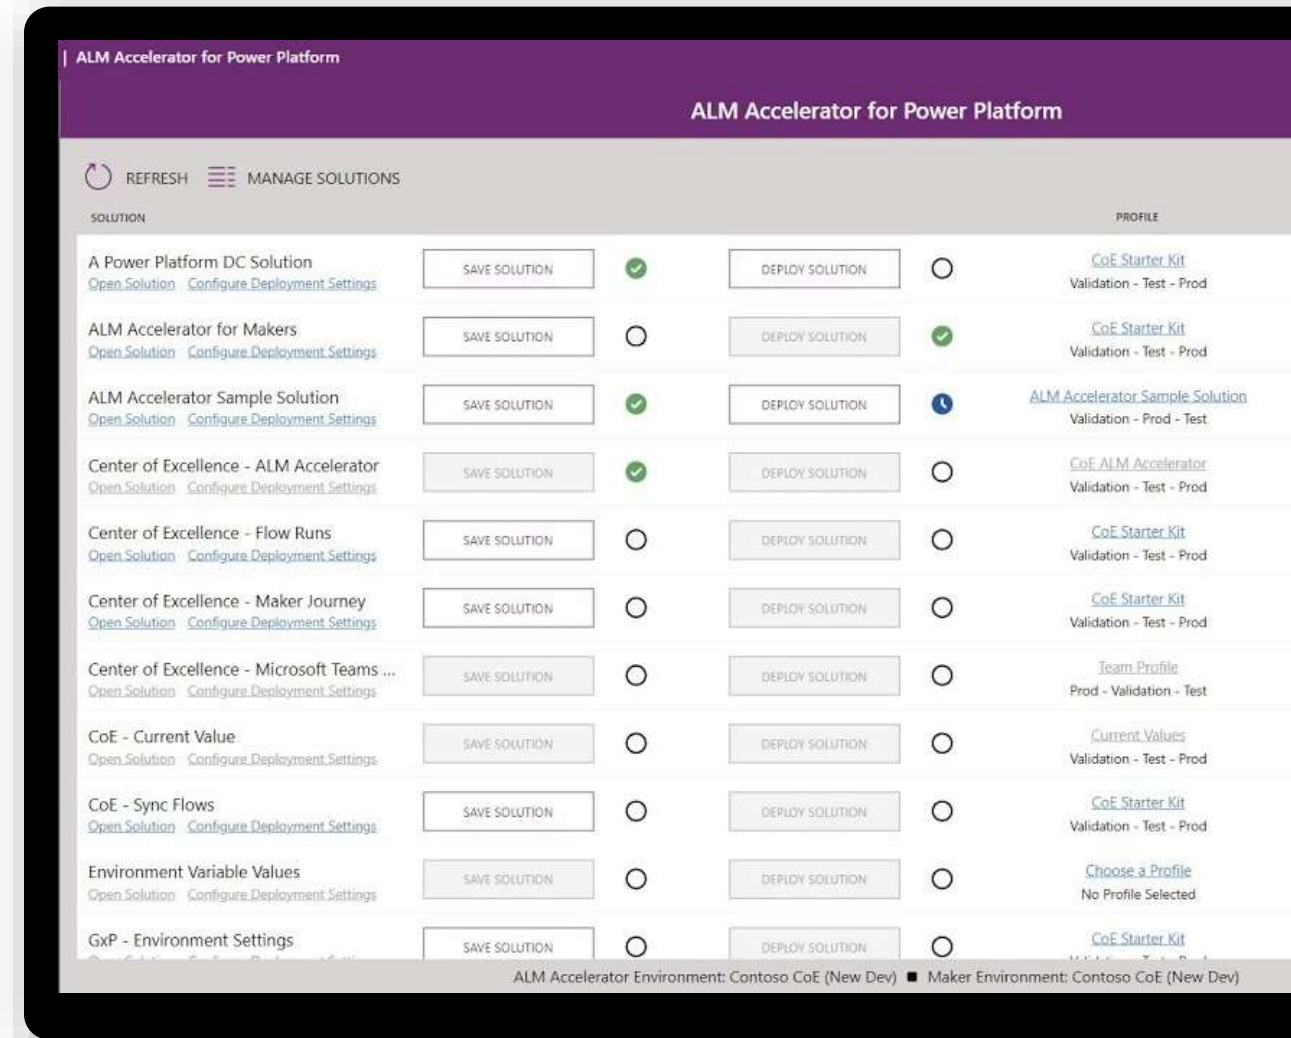 | ALM Accelerator for Power Platform
ALM Accelerator for Power Platform
REFRESH MANAGE SOLUTIONS
SOLUTION PROFILE
A Power Platform DC Solution SAVE SOLUTION DEPLOY SOLUTION CoE Starter Kit
Open Solution Configure Deployment Settings Validation - Test - Prod
ALM Accelerator for Makers SAVE SOLUTION DEPLOY SOLUTION CoE Starter Kit
Open Solution Configure Deployment Settings Validation - Test - Prod
ALM Accelerator Sample Solution SAVE SOLUTION DEPLOY SOLUTION ALM Accelerator Sample Solution
Open Solution Configure Deployment Settings Validation - Prod - Test
Center of Excellence - ALM Accelerator SAVE SOLUTION DEPLOY SOLUTION CoE ALM Accelerator
Open Solution Configure Deployment Settings Validation - Test - Prod
Center of Excellence - Flow Runs SAVE SOLUTION DEPLOY SOLUTION CoE Starter Kit
Open Solution Configure Deployment Settings Validation - Test - Prod
Center of Excellence - Maker Journey SAVE SOLUTION DEPLOY SOLUTION CoE Starter Kit
Open Solution Configure Deployment Settings Validation - Test - Prod
Center of Excellence - Microsoft Teams ... SAVE SOLUTION DEPLOY SOLUTION Team Profile
Open Solution Configure Deployment Settings Prod - Validation - Test
CoE - Current Value SAVE SOLUTION DEPLOY SOLUTION Current Values
Open Solution Configure Deployment Settings Validation - Test - Prod
CoE - Sync Flows SAVE SOLUTION DEPLOY SOLUTION CoE Starter Kit
Open Solution Configure Deployment Settings Validation - Test - Prod
Environment Variable Values SAVE SOLUTION DEPLOY SOLUTION Choose a Profile
Open Solution Configure Deployment Settings No Profile Selected
GxP - Environment Settings SAVE SOLUTION DEPLOY SOLUTION CoE Starter Kit
ALM Accelerator Environment: Contoso CoE (New Dev) ■ Maker Environment: Contoso CoE (New Dev)